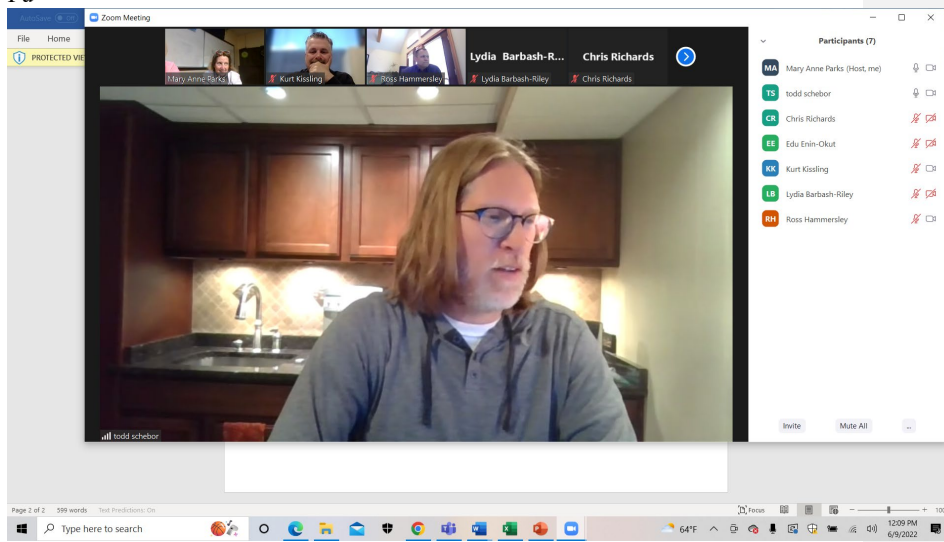 AutoSave Off
Zoom Meeting
File Home
PROTECTED VIE
Mary Anne Parks
Kurt Kissling
Ross Hammersley
Lydia Barbash-R...
Lydia Barbash-Riley
Chris Richards
Chris Richards
Participants (7)
MA Mary Anne Parks (Host, me)
TS todd schebor
CR Chris Richards
EE Edu Enin-Okut
KK Kurt Kissling
LB Lydia Barbash-Riley
RH Ross Hammersley
todd schebor
Invite Mute All ...
Page 2 of 2 599 words Text Predictions: On
Focus
100
Type here to search
64°F
12:09 PM
6/9/2022